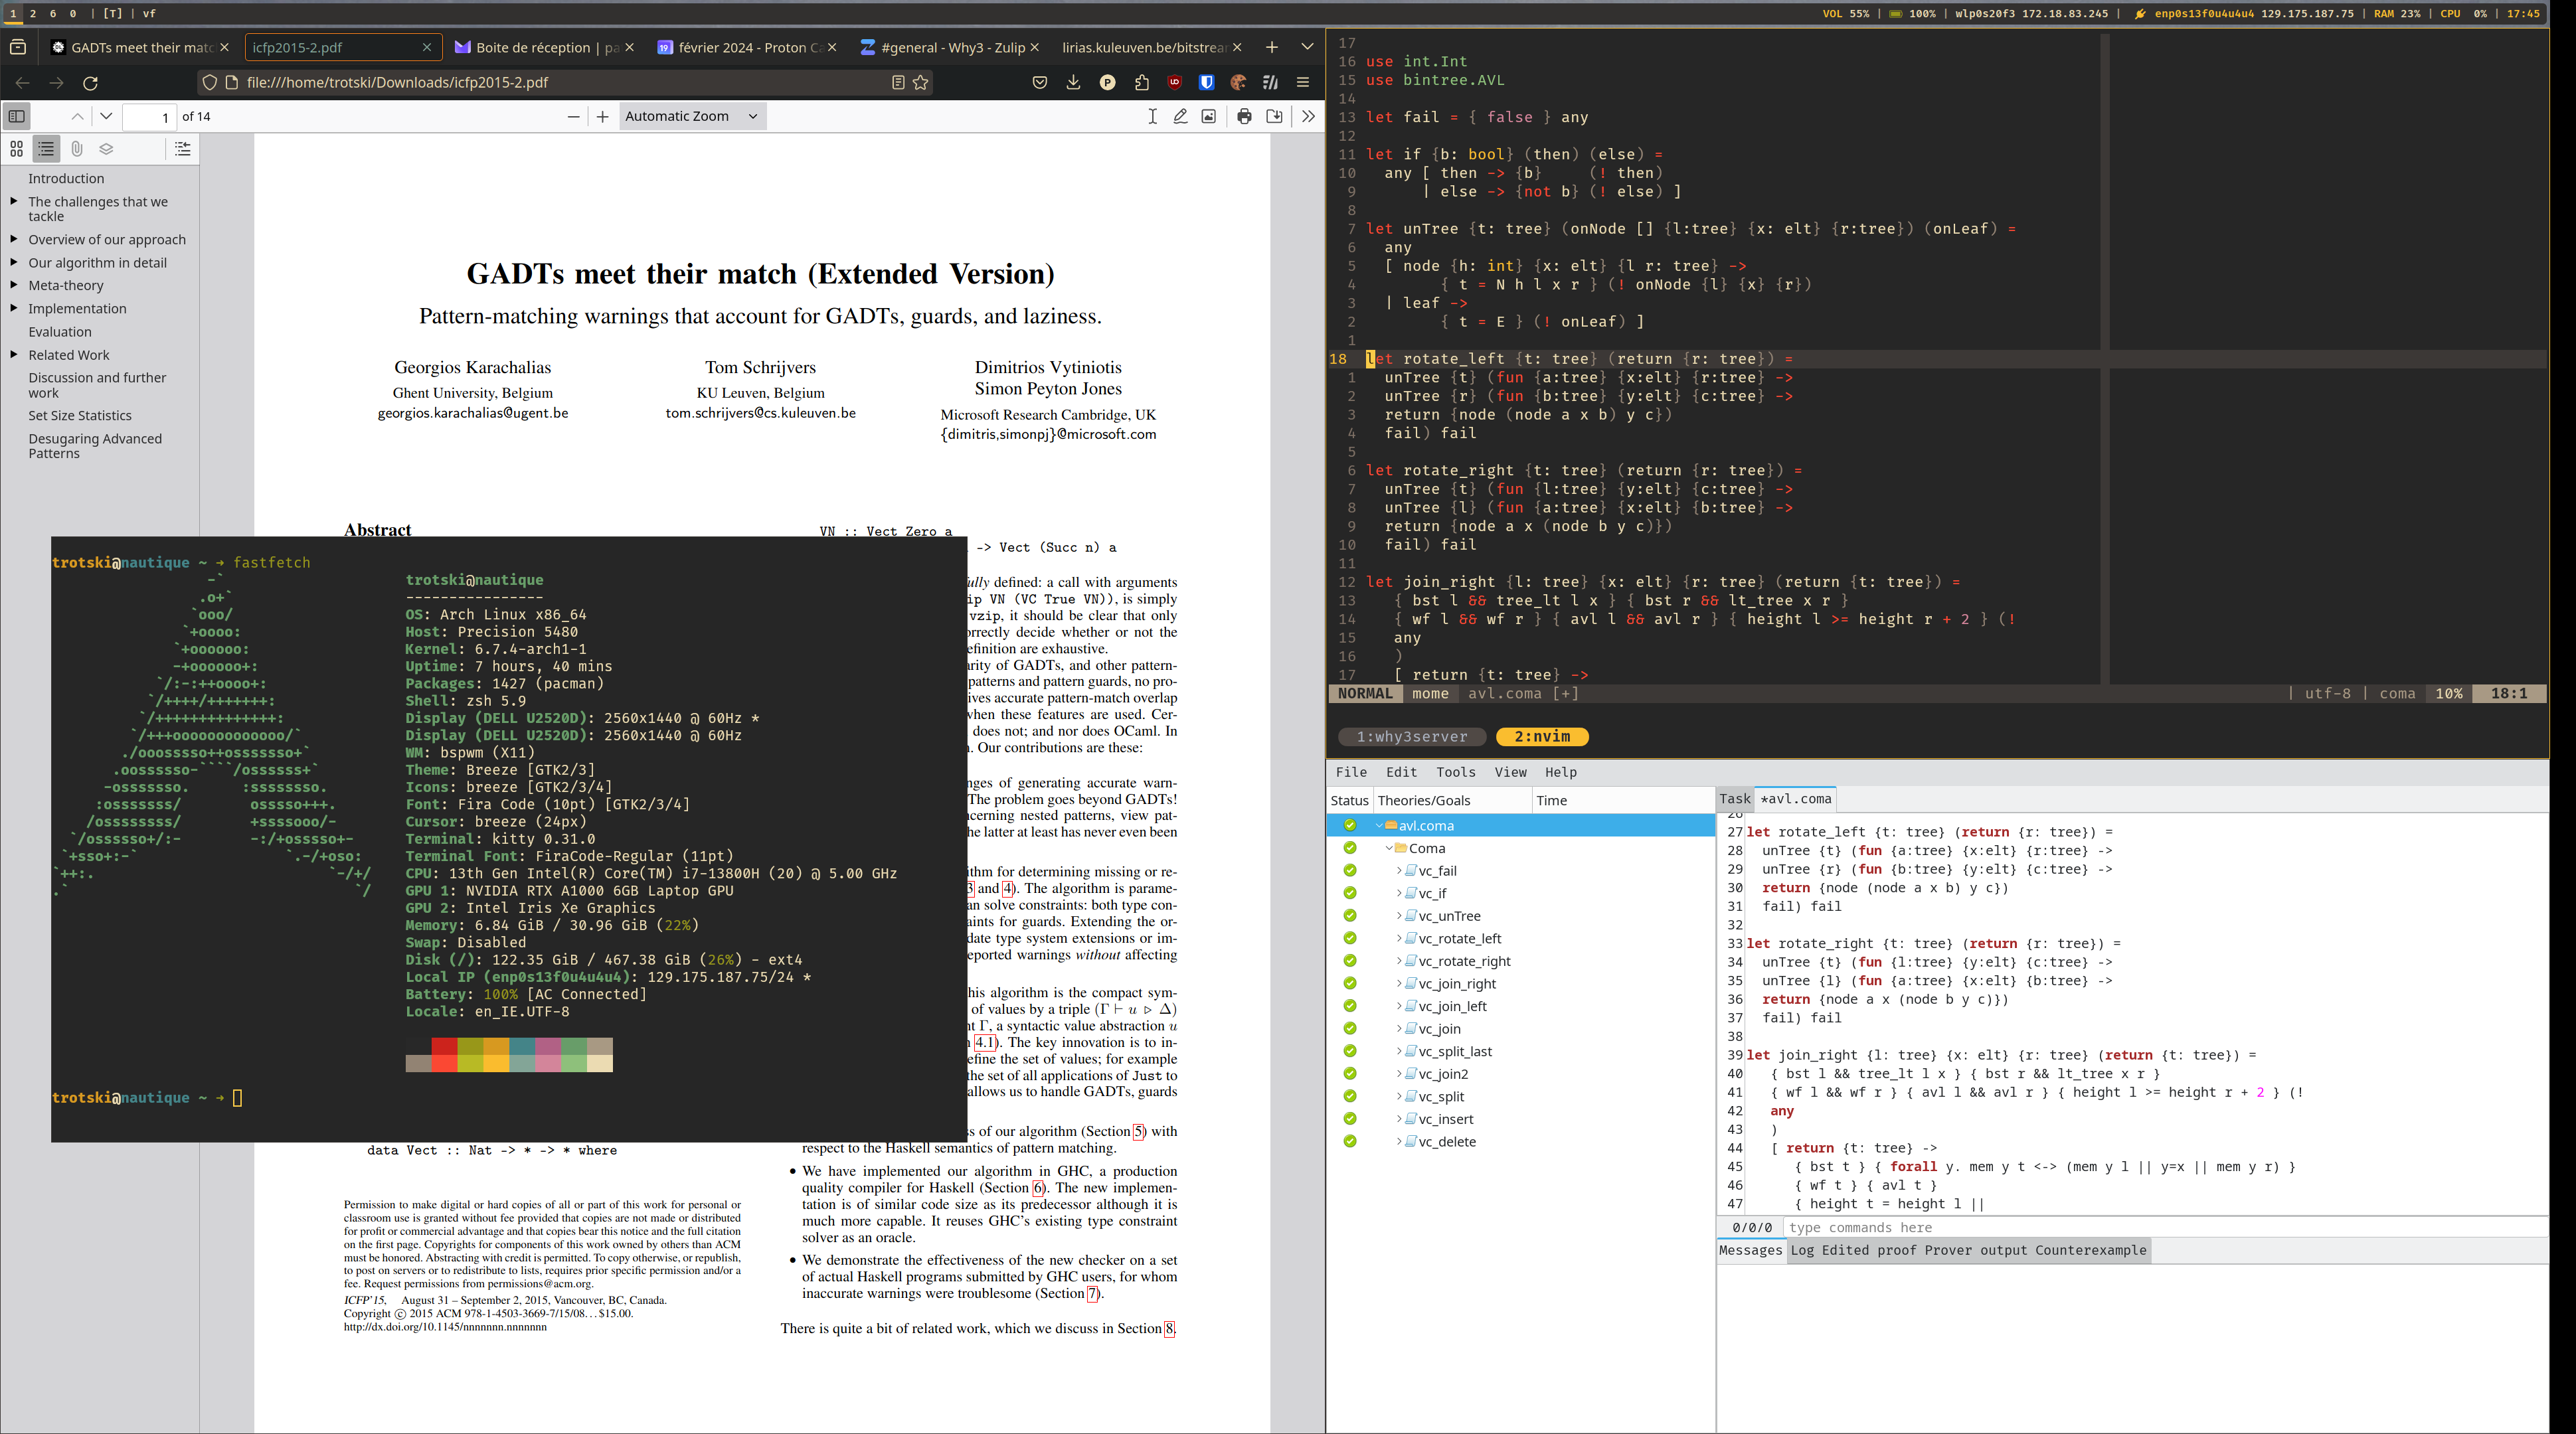 1 2 6 0 | [T] | vf
VOL 55% | 100% | wlp0s20f3 172.18.83.245 | enp0s13f0u4u4u4 129.175.187.75 | RAM 23% | CPU 0% | 17:45
GADTs meet their matc
icfp2015-2.pdf
Boite de réception | pa
février 2024 - Proton Ca
#general - Why3 - Zulip
lirias.kuleuven.be/bitstrea
file:///home/trotski/Downloads/icfp2015-2.pdf
1 of 14
Automatic Zoom
Introduction
The challenges that we
tackle
Overview of our approach
Our algorithm in detail
Meta-theory
Implementation
Evaluation
Related Work
Discussion and further
work
Set Size Statistics
Desugaring Advanced
Patterns
GADTs meet their match (Extended Version)
Pattern-matching warnings that account for GADTs, guards, and laziness.
Georgios Karachalias
Ghent University, Belgium
georgios.karachalias@ugent.be
Tom Schrijvers
KU Leuven, Belgium
tom.schrijvers@cs.kuleuven.be
Dimitrios Vytiniotis
Simon Peyton Jones
Microsoft Research Cambridge, UK
{dimitris,simonpj}@microsoft.com
Abstract
VN :: Vect Zero a
-> Vect (Succ n) a
ully defined: a call with arguments
ip VN (VC True VN)), is simply
vzip, it should be clear that only
orrectly decide whether or not the
efinition are exhaustive.
arity of GADTs, and other pattern-
patterns and pattern guards, no pro-
ives accurate pattern-match overlap
when these features are used. Cer-
does not; and nor does OCaml. In
. Our contributions are these:
nges of generating accurate warn-
The problem goes beyond GADTs!
cerning nested patterns, view pat-
he latter at least has never even been
ithm for determining missing or re-
3 and 4). The algorithm is parame-
an solve constraints: both type con-
aints for guards. Extending the or-
date type system extensions or im-
eported warnings without affecting
his algorithm is the compact sym-
of values by a triple (Γ ⊢ u ▷ Δ)
nt Γ, a syntactic value abstraction u
4.1). The key innovation is to in-
efine the set of values; for example
the set of all applications of Just to
allows us to handle GADTs, guards
s of our algorithm (Section 5) with
respect to the Haskell semantics of pattern matching.
• We have implemented our algorithm in GHC, a production
quality compiler for Haskell (Section 6). The new implemen-
tation is of similar code size as its predecessor although it is
much more capable. It reuses GHC's existing type constraint
solver as an oracle.
• We demonstrate the effectiveness of the new checker on a set
of actual Haskell programs submitted by GHC users, for whom
inaccurate warnings were troublesome (Section 7).
There is quite a bit of related work, which we discuss in Section 8.
data Vect :: Nat -> * -> * where
Permission to make digital or hard copies of all or part of this work for personal or
classroom use is granted without fee provided that copies are not made or distributed
for profit or commercial advantage and that copies bear this notice and the full citation
on the first page. Copyrights for components of this work owned by others than ACM
must be honored. Abstracting with credit is permitted. To copy otherwise, or republish,
to post on servers or to redistribute to lists, requires prior specific permission and/or a
fee. Request permissions from permissions@acm.org.
ICFP'15, August 31 – September 2, 2015, Vancouver, BC, Canada.
Copyright © 2015 ACM 978-1-4503-3669-7/15/08...$15.00.
http://dx.doi.org/10.1145/nnnnnnn.nnnnnnn
trotski@nautique ~ → fastfetch
-`
.o+`
`ooo/
`+oooo:
`+oooooo:
-+oooooo+:
`/:-:++oooo+:
`/++++/+++++++:
`/++++++++++++++:
`/+++ooooooooooooo/`
./ooosssso++osssssso+`
.oossssso-````/ossssss+`
-osssssso.      :ssssssso.
:osssssss/        osssso+++.
/ossssssss/        +ssssooo/-
`/ossssso+/:-        -:/+osssso+-
`+sso+:-`                 `.-/+oso:
`++:.                           `-/+/
.`                                 `/
trotski@nautique
----------------
OS: Arch Linux x86_64
Host: Precision 5480
Kernel: 6.7.4-arch1-1
Uptime: 7 hours, 40 mins
Packages: 1427 (pacman)
Shell: zsh 5.9
Display (DELL U2520D): 2560x1440 @ 60Hz *
Display (DELL U2520D): 2560x1440 @ 60Hz
WM: bspwm (X11)
Theme: Breeze [GTK2/3]
Icons: breeze [GTK2/3/4]
Font: Fira Code (10pt) [GTK2/3/4]
Cursor: breeze (24px)
Terminal: kitty 0.31.0
Terminal Font: FiraCode-Regular (11pt)
CPU: 13th Gen Intel(R) Core(TM) i7-13800H (20) @ 5.00 GHz
GPU 1: NVIDIA RTX A1000 6GB Laptop GPU
GPU 2: Intel Iris Xe Graphics
Memory: 6.84 GiB / 30.96 GiB (22%)
Swap: Disabled
Disk (/): 122.35 GiB / 467.38 GiB (26%) - ext4
Local IP (enp0s13f0u4u4u4): 129.175.187.75/24 *
Battery: 100% [AC Connected]
Locale: en_IE.UTF-8
trotski@nautique ~ →
17
16 use int.Int
15 use bintree.AVL
14
13 let fail = { false } any
12
11 let if {b: bool} (then) (else) =
10   any [ then -> {b}     (! then)
9       | else -> {not b} (! else) ]
8
7 let unTree {t: tree} (onNode [] {l:tree} {x: elt} {r:tree}) (onLeaf) =
6   any
5   [ node {h: int} {x: elt} {l r: tree} ->
4         { t = N h l x r } (! onNode {l} {x} {r})
3   | leaf ->
2         { t = E } (! onLeaf) ]
1
18 let rotate_left {t: tree} (return {r: tree}) =
1   unTree {t} (fun {a:tree} {x:elt} {r:tree} ->
2   unTree {r} (fun {b:tree} {y:elt} {c:tree} ->
3   return {node (node a x b) y c})
4   fail) fail
5
6 let rotate_right {t: tree} (return {r: tree}) =
7   unTree {t} (fun {l:tree} {y:elt} {c:tree} ->
8   unTree {l} (fun {a:tree} {x:elt} {b:tree} ->
9   return {node a x (node b y c)})
10   fail) fail
11
12 let join_right {l: tree} {x: elt} {r: tree} (return {t: tree}) =
13    { bst l && tree_lt l x } { bst r && lt_tree x r }
14    { wf l && wf r } { avl l && avl r } { height l >= height r + 2 } (!
15    any
16    )
17    [ return {t: tree} ->
NORMAL mome avl.coma [+] | utf-8 | coma 10% 18:1
1:why3server 2:nvim
File Edit Tools View Help
Status Theories/Goals Time
avl.coma
Coma
vc_fail
vc_if
vc_unTree
vc_rotate_left
vc_rotate_right
vc_join_right
vc_join_left
vc_join
vc_split_last
vc_join2
vc_split
vc_insert
vc_delete
Task *avl.coma
26
27 let rotate_left {t: tree} (return {r: tree}) =
28   unTree {t} (fun {a:tree} {x:elt} {r:tree} ->
29   unTree {r} (fun {b:tree} {y:elt} {c:tree} ->
30   return {node (node a x b) y c})
31   fail) fail
32
33 let rotate_right {t: tree} (return {r: tree}) =
34   unTree {t} (fun {l:tree} {y:elt} {c:tree} ->
35   unTree {l} (fun {a:tree} {x:elt} {b:tree} ->
36   return {node a x (node b y c)})
37   fail) fail
38
39 let join_right {l: tree} {x: elt} {r: tree} (return {t: tree}) =
40    { bst l && tree_lt l x } { bst r && lt_tree x r }
41    { wf l && wf r } { avl l && avl r } { height l >= height r + 2 } (!
42    any
43    )
44    [ return {t: tree} ->
45       { bst t } { forall y. mem y t <-> (mem y l || y=x || mem y r) }
46       { wf t } { avl t }
47       { height t = height l ||
0/0/0 type commands here
Messages Log Edited proof Prover output Counterexample